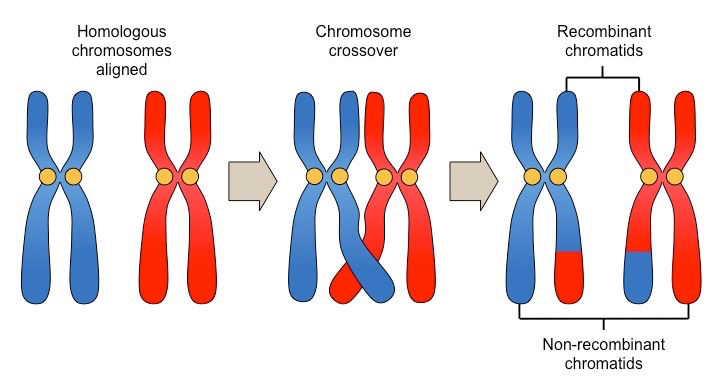 Homologous
chromosomes
aligned
Chromosome
crossover
Recombinant
chromatids
Non-recombinant
chromatids